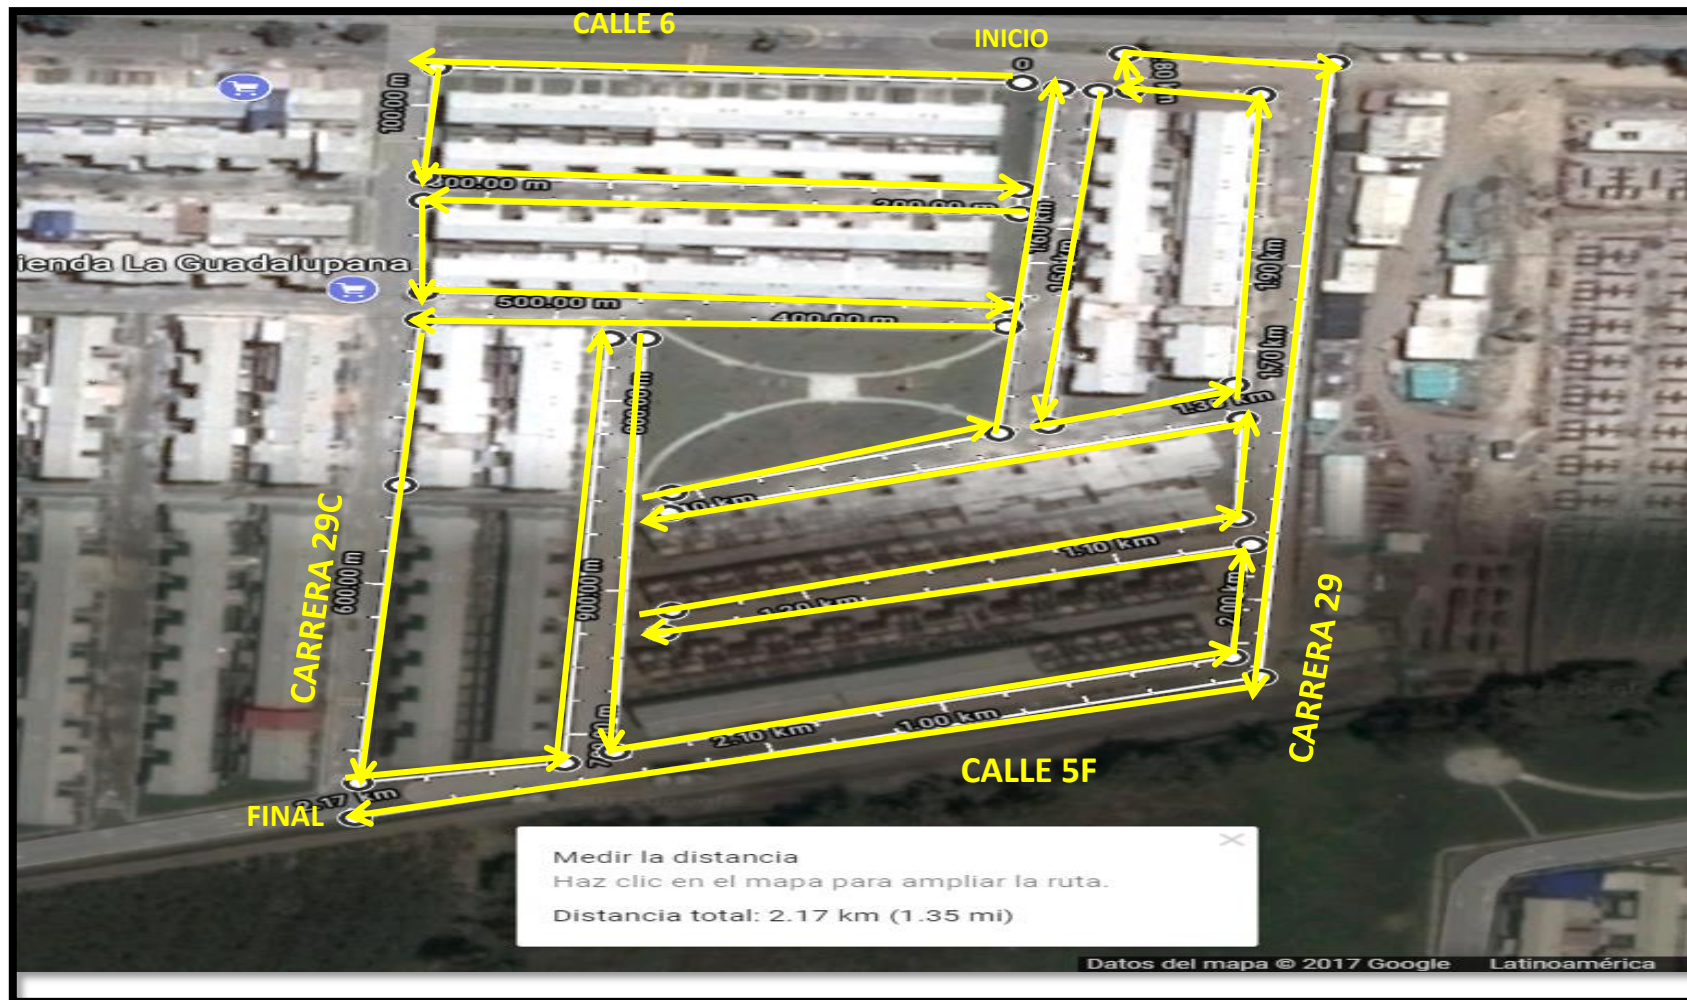 CALLE 6
INICIO
100.00 m
300.00 m
200.00 m
ienda La Guadalupana
500.00 m
400.00 m
1.60 km
1.50 km
1.90 km
1.70 km
800.00 m
CARRERA 29C
600.00 m
900.00 m
1.10 km
1.20 km
2.00 km
CARRERA 29
2.10 km
1.00 km
CALLE 5F
2.17 km
FINAL
Medir la distancia
Haz clic en el mapa para ampliar la ruta.
Distancia total: 2.17 km (1.35 mi)
Datos del mapa © 2017 Google Latinoamérica